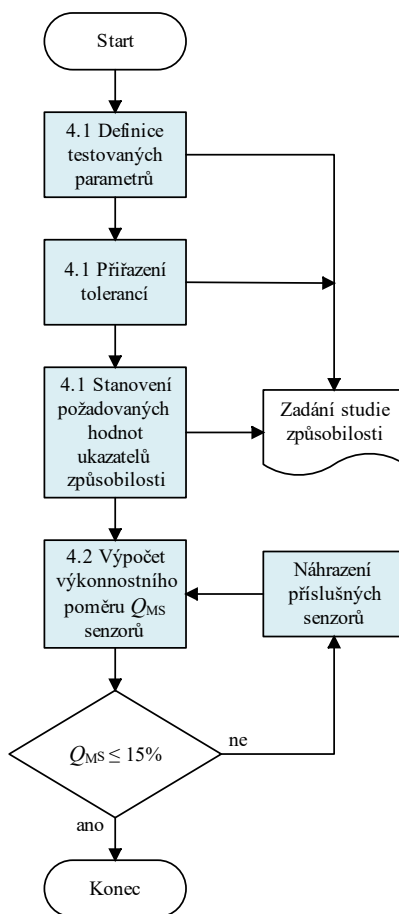 Start
4.1 Definice
testovaných
parametrů
4.1 Přiřazení
tolerancí
4.1 Stanovení
požadovaných
hodnot
ukazatelů
způsobilosti
Zadání studie
způsobilosti
4.2 Výpočet
výkonnostního
poměru QMS
senzorů
Náhrazení
příslušných
senzorů
QMS ≤ 15%
ne
ano
Konec